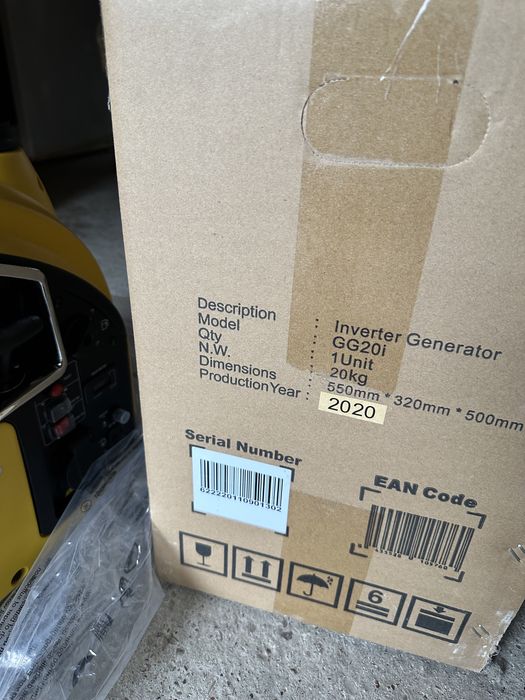 Description : Inverter Generator
Model : GG20i
Qty : 1Unit
N.W. : 20kg
Dimensions : 550mm * 320mm * 500mm
Production Year : 2020
Serial Number
622220110901302
EAN Code
6